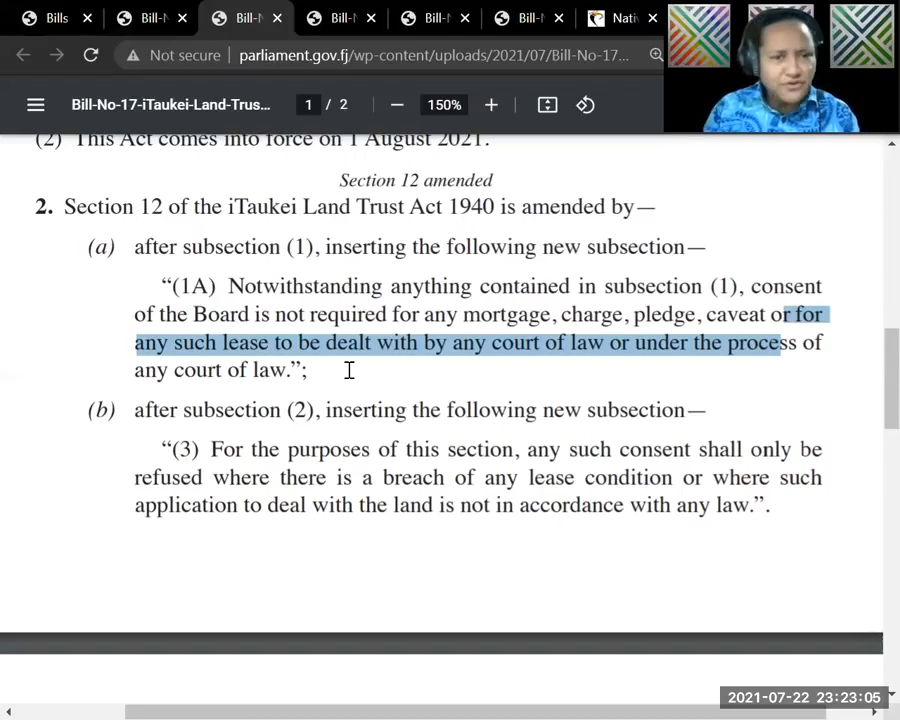 Bills
Bill-N
Bill-N
Bill-N
Bill-N
Bill-N
Nati
Not secure
parliament.gov.fj/wp-content/uploads/2021/07/Bill-No-17...
Bill-No-17-iTaukei-Land-Trus...
1 / 2
150%
(2) This Act comes into force on 1 August 2021.
Section 12 amended
2. Section 12 of the iTaukei Land Trust Act 1940 is amended by—
(a) after subsection (1), inserting the following new subsection—
“(1A) Notwithstanding anything contained in subsection (1), consent
of the Board is not required for any mortgage, charge, pledge, caveat or for
any such lease to be dealt with by any court of law or under the process of
any court of law.”;
(b) after subsection (2), inserting the following new subsection—
“(3) For the purposes of this section, any such consent shall only be
refused where there is a breach of any lease condition or where such
application to deal with the land is not in accordance with any law.”.
2021-07-22 23:23:05